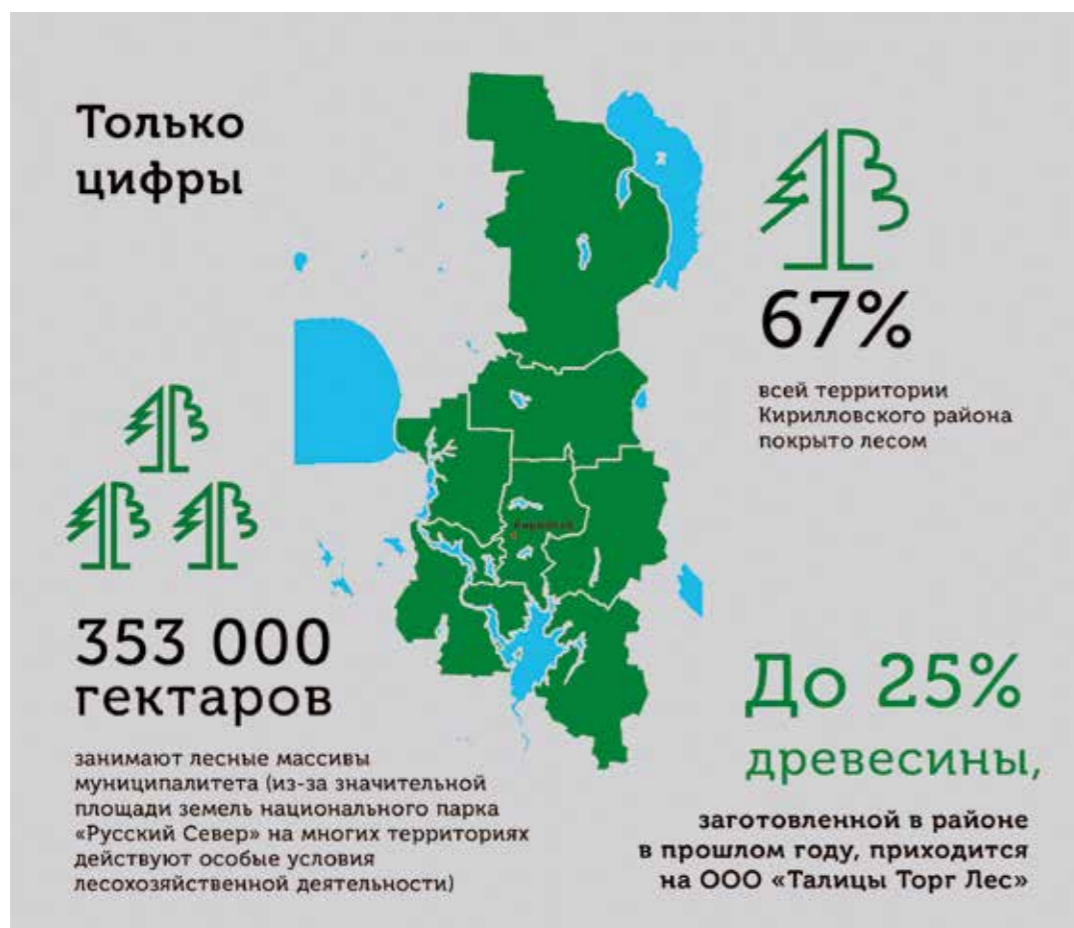 Только
цифры
67%
всей территории
Кирилловского района
покрыто лесом
353 000
гектаров
занимают лесные массивы
муниципалитета (из-за значительной
площади земель национального парка
«Русский Север» на многих территориях
действуют особые условия
лесохозяйственной деятельности)
До 25%
древесины,
заготовленной в районе
в прошлом году, приходится
на ООО «Талицы Торг Лес»